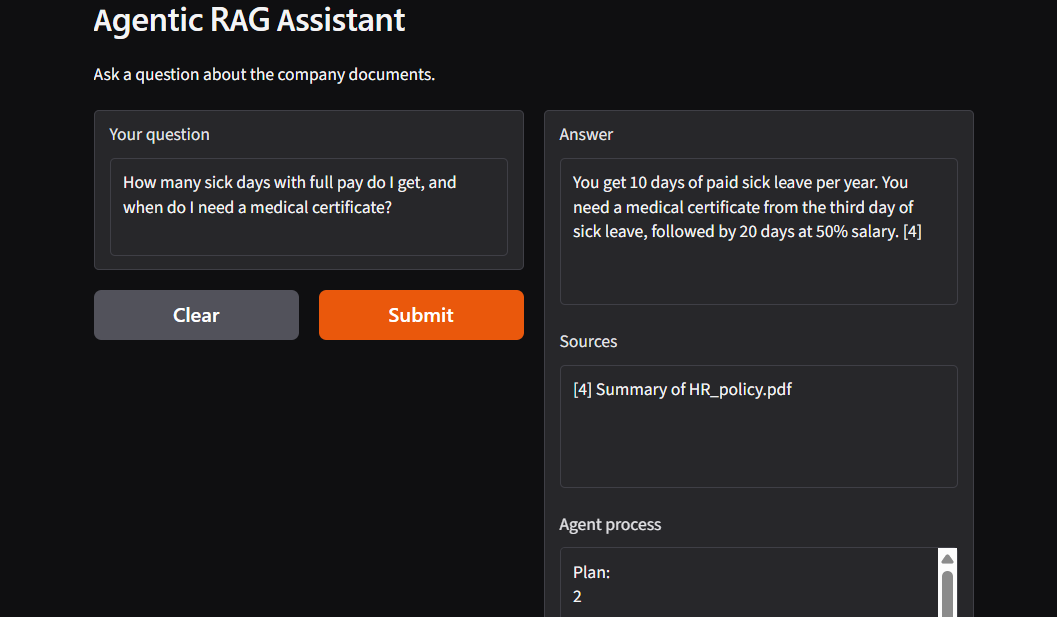 Agentic RAG Assistant
Ask a question about the company documents.
Your question
How many sick days with full pay do I get, and
when do I need a medical certificate?
Clear
Submit
Answer
You get 10 days of paid sick leave per year. You
need a medical certificate from the third day of
sick leave, followed by 20 days at 50% salary. [4]
Sources
[4] Summary of HR_policy.pdf
Agent process
Plan:
2